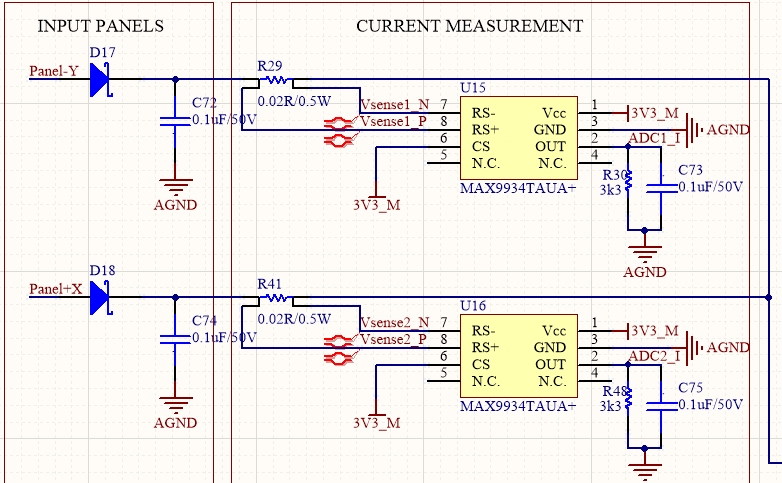 INPUT PANELS
CURRENT MEASUREMENT
D17
Panel-Y
R29
0.02R/0.5W
C72
0.1uF/50V
AGND
Vsense1_N
Vsense1_P
7
8
6
5
U15
RS- Vcc
RS+ GND
CS OUT
N.C. N.C.
MAX9934TAUA+
1
3
2
4
3V3_M
AGND
ADC1_I
R30
3k3
C73
0.1uF/50V
3V3_M
AGND
D18
Panel+X
R41
0.02R/0.5W
C74
0.1uF/50V
AGND
Vsense2_N
Vsense2_P
7
8
6
5
U16
RS- Vcc
RS+ GND
CS OUT
N.C. N.C.
MAX9934TAUA+
1
3
2
4
3V3_M
AGND
ADC2_I
R48
3k3
C75
0.1uF/50V
3V3_M